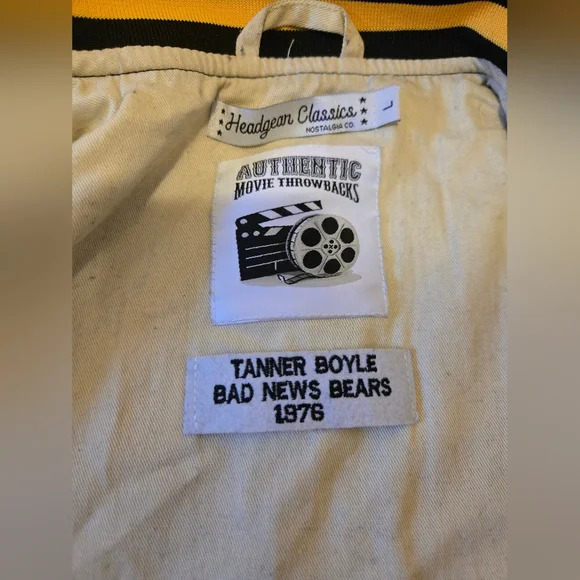 Headgear Classics
NOSTALGIA CO.
L
AUTHENTIC
MOVIE THROWBACKS
TANNER BOYLE
BAD NEWS BEARS
1976